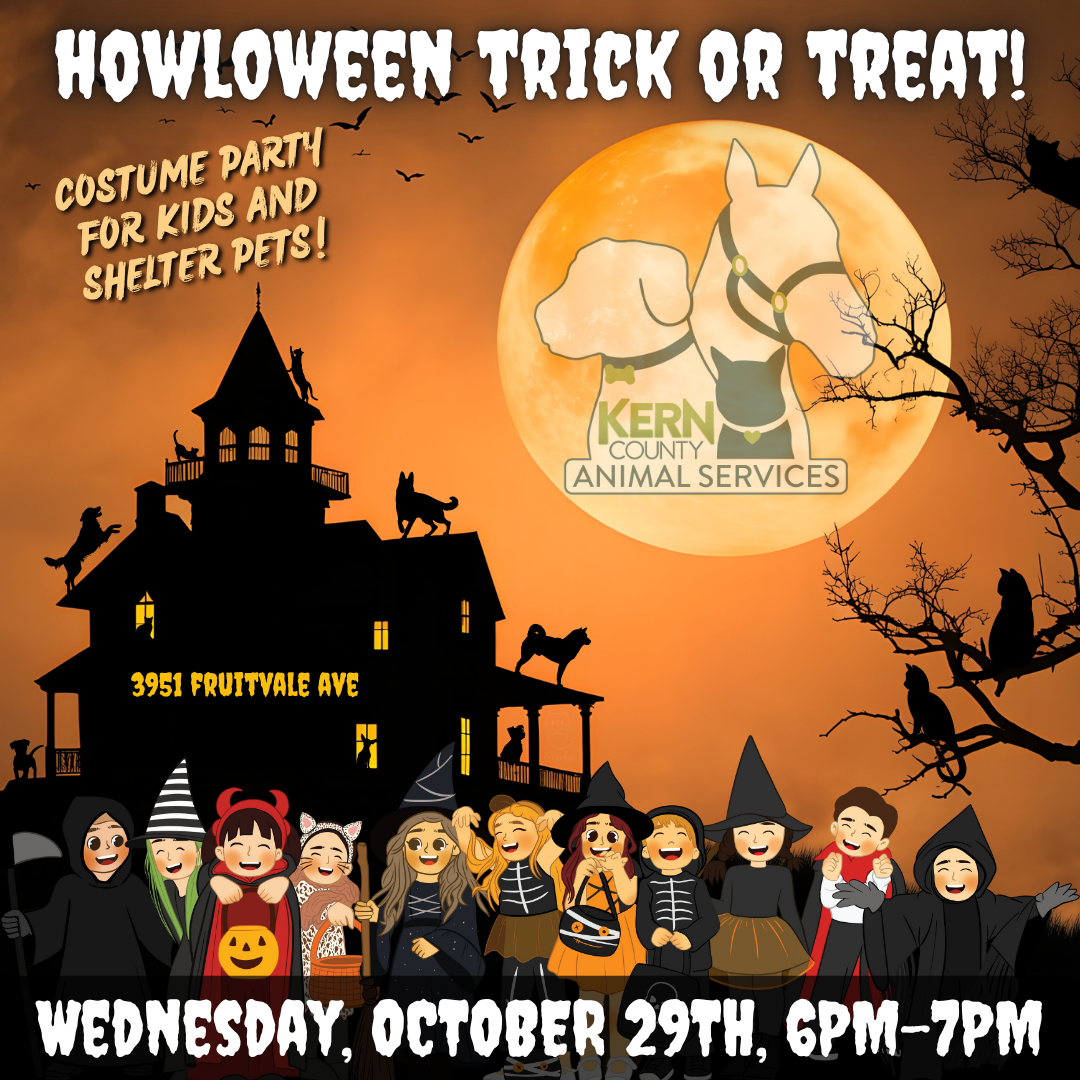 HOWLOWEEN TRICK OR TREAT!
COSTUME PARTY
FOR KIDS AND
SHELTER PETS!
KERN
COUNTY
ANIMAL SERVICES
3951 FRUITVALE AVE
WEDNESDAY, OCTOBER 29TH, 6PM-7PM